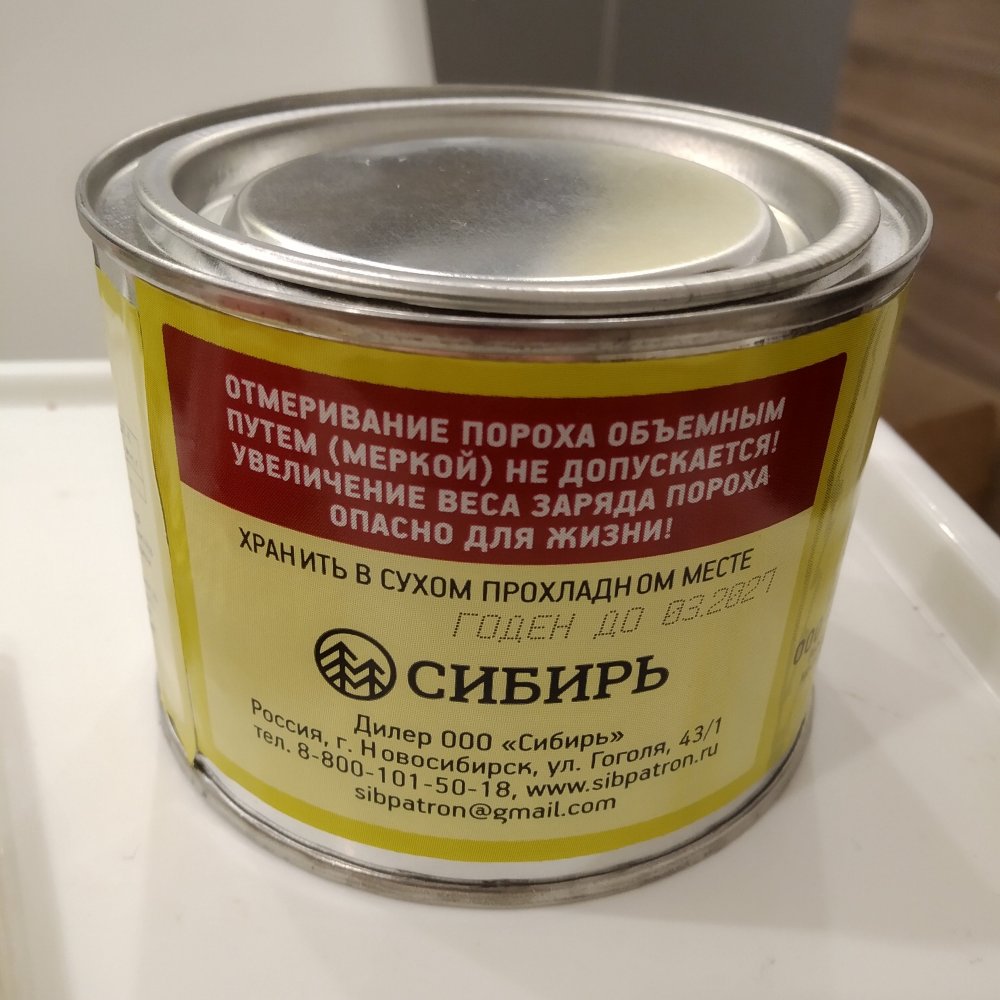 ОТМЕРИВАНИЕ ПОРОХА ОБЪЕМНЫМ
ПУТЕМ (МЕРКОЙ) НЕ ДОПУСКАЕТСЯ!
УВЕЛИЧЕНИЕ ВЕСА ЗАРЯДА ПОРОХА
ОПАСНО ДЛЯ ЖИЗНИ!
ХРАНИТЬ В СУХОМ ПРОХЛАДНОМ МЕСТЕ
ГОДЕН ДО 03.2027
СИБИРЬ
Дилер ООО «Сибирь»
Россия, г. Новосибирск, ул. Гоголя, 43/1
тел. 8-800-101-50-18, www.sibpatron.ru
sibpatron@gmail.com